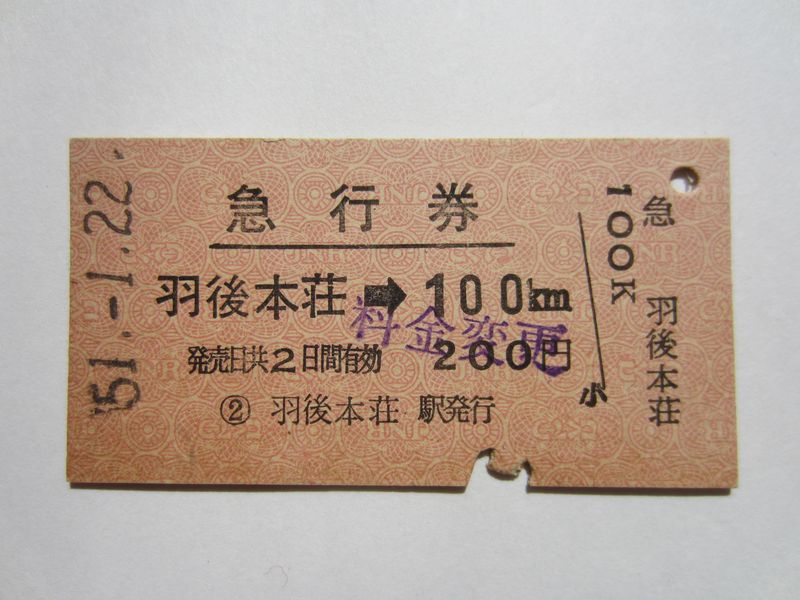 51.-1.22.
急行券
羽後本荘➡100km
料金変更
発売日共2日間有効 200円
② 羽後本荘 駅発行
小
急 羽後本荘
100K